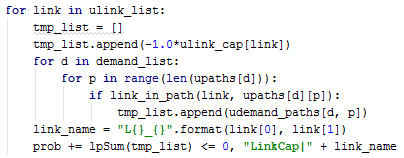 for link in ulink_list:
    tmp_list = []
    tmp_list.append(-1.0*ulink_cap[link])
    for d in demand_list:
        for p in range(len(upaths[d])):
            if link_in_path(link, upaths[d][p]):
                tmp_list.append(udemand_paths[d, p])
    link_name = "L{}_{}".format(link[0], link[1])
    prob += lpSum(tmp_list) <= 0, "LinkCap|" + link_name